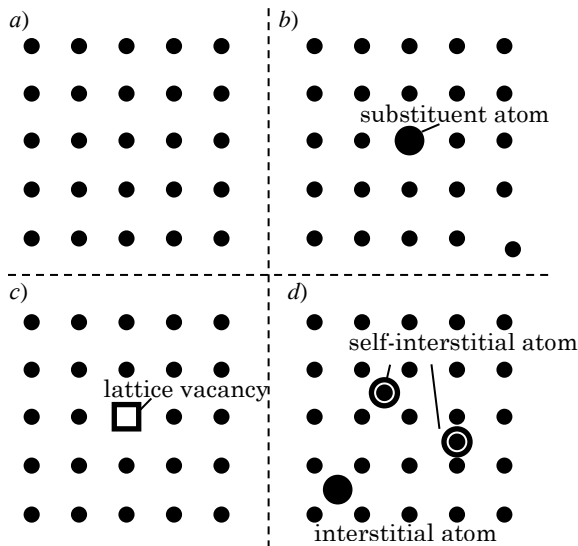 a)
b)
substituent atom
c)
d)
self-interstitial atom
lattice vacancy
interstitial atom